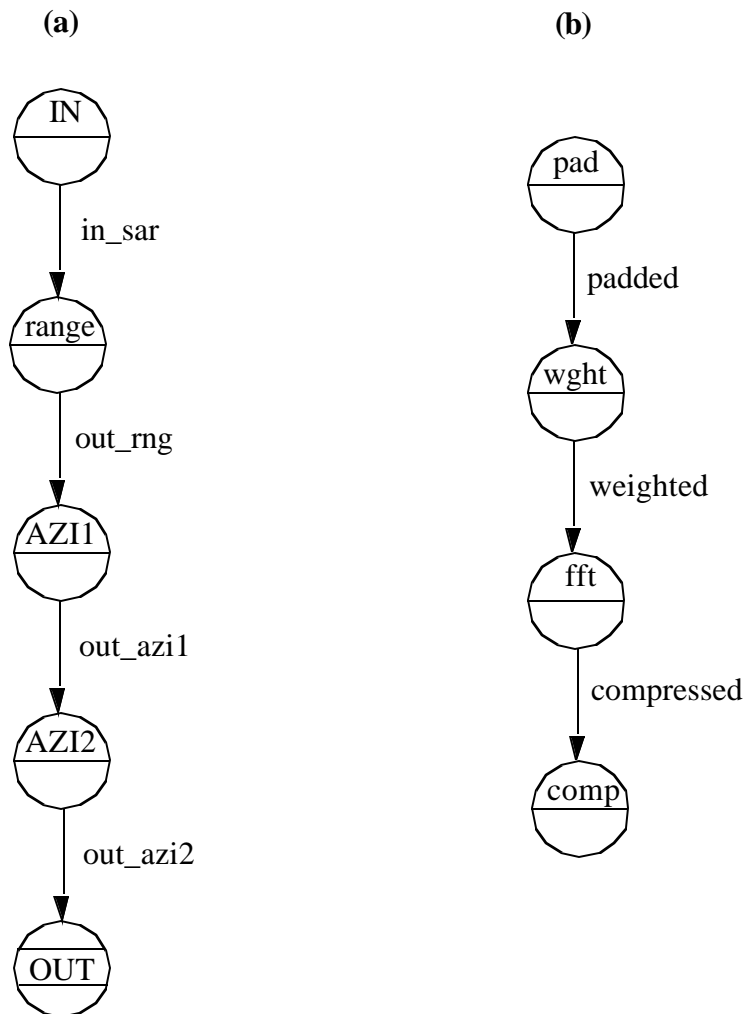 (a)
IN
in_sar
range
out_rng
AZI1
out_azi1
AZI2
out_azi2
OUT
(b)
pad
padded
wght
weighted
fft
compressed
comp